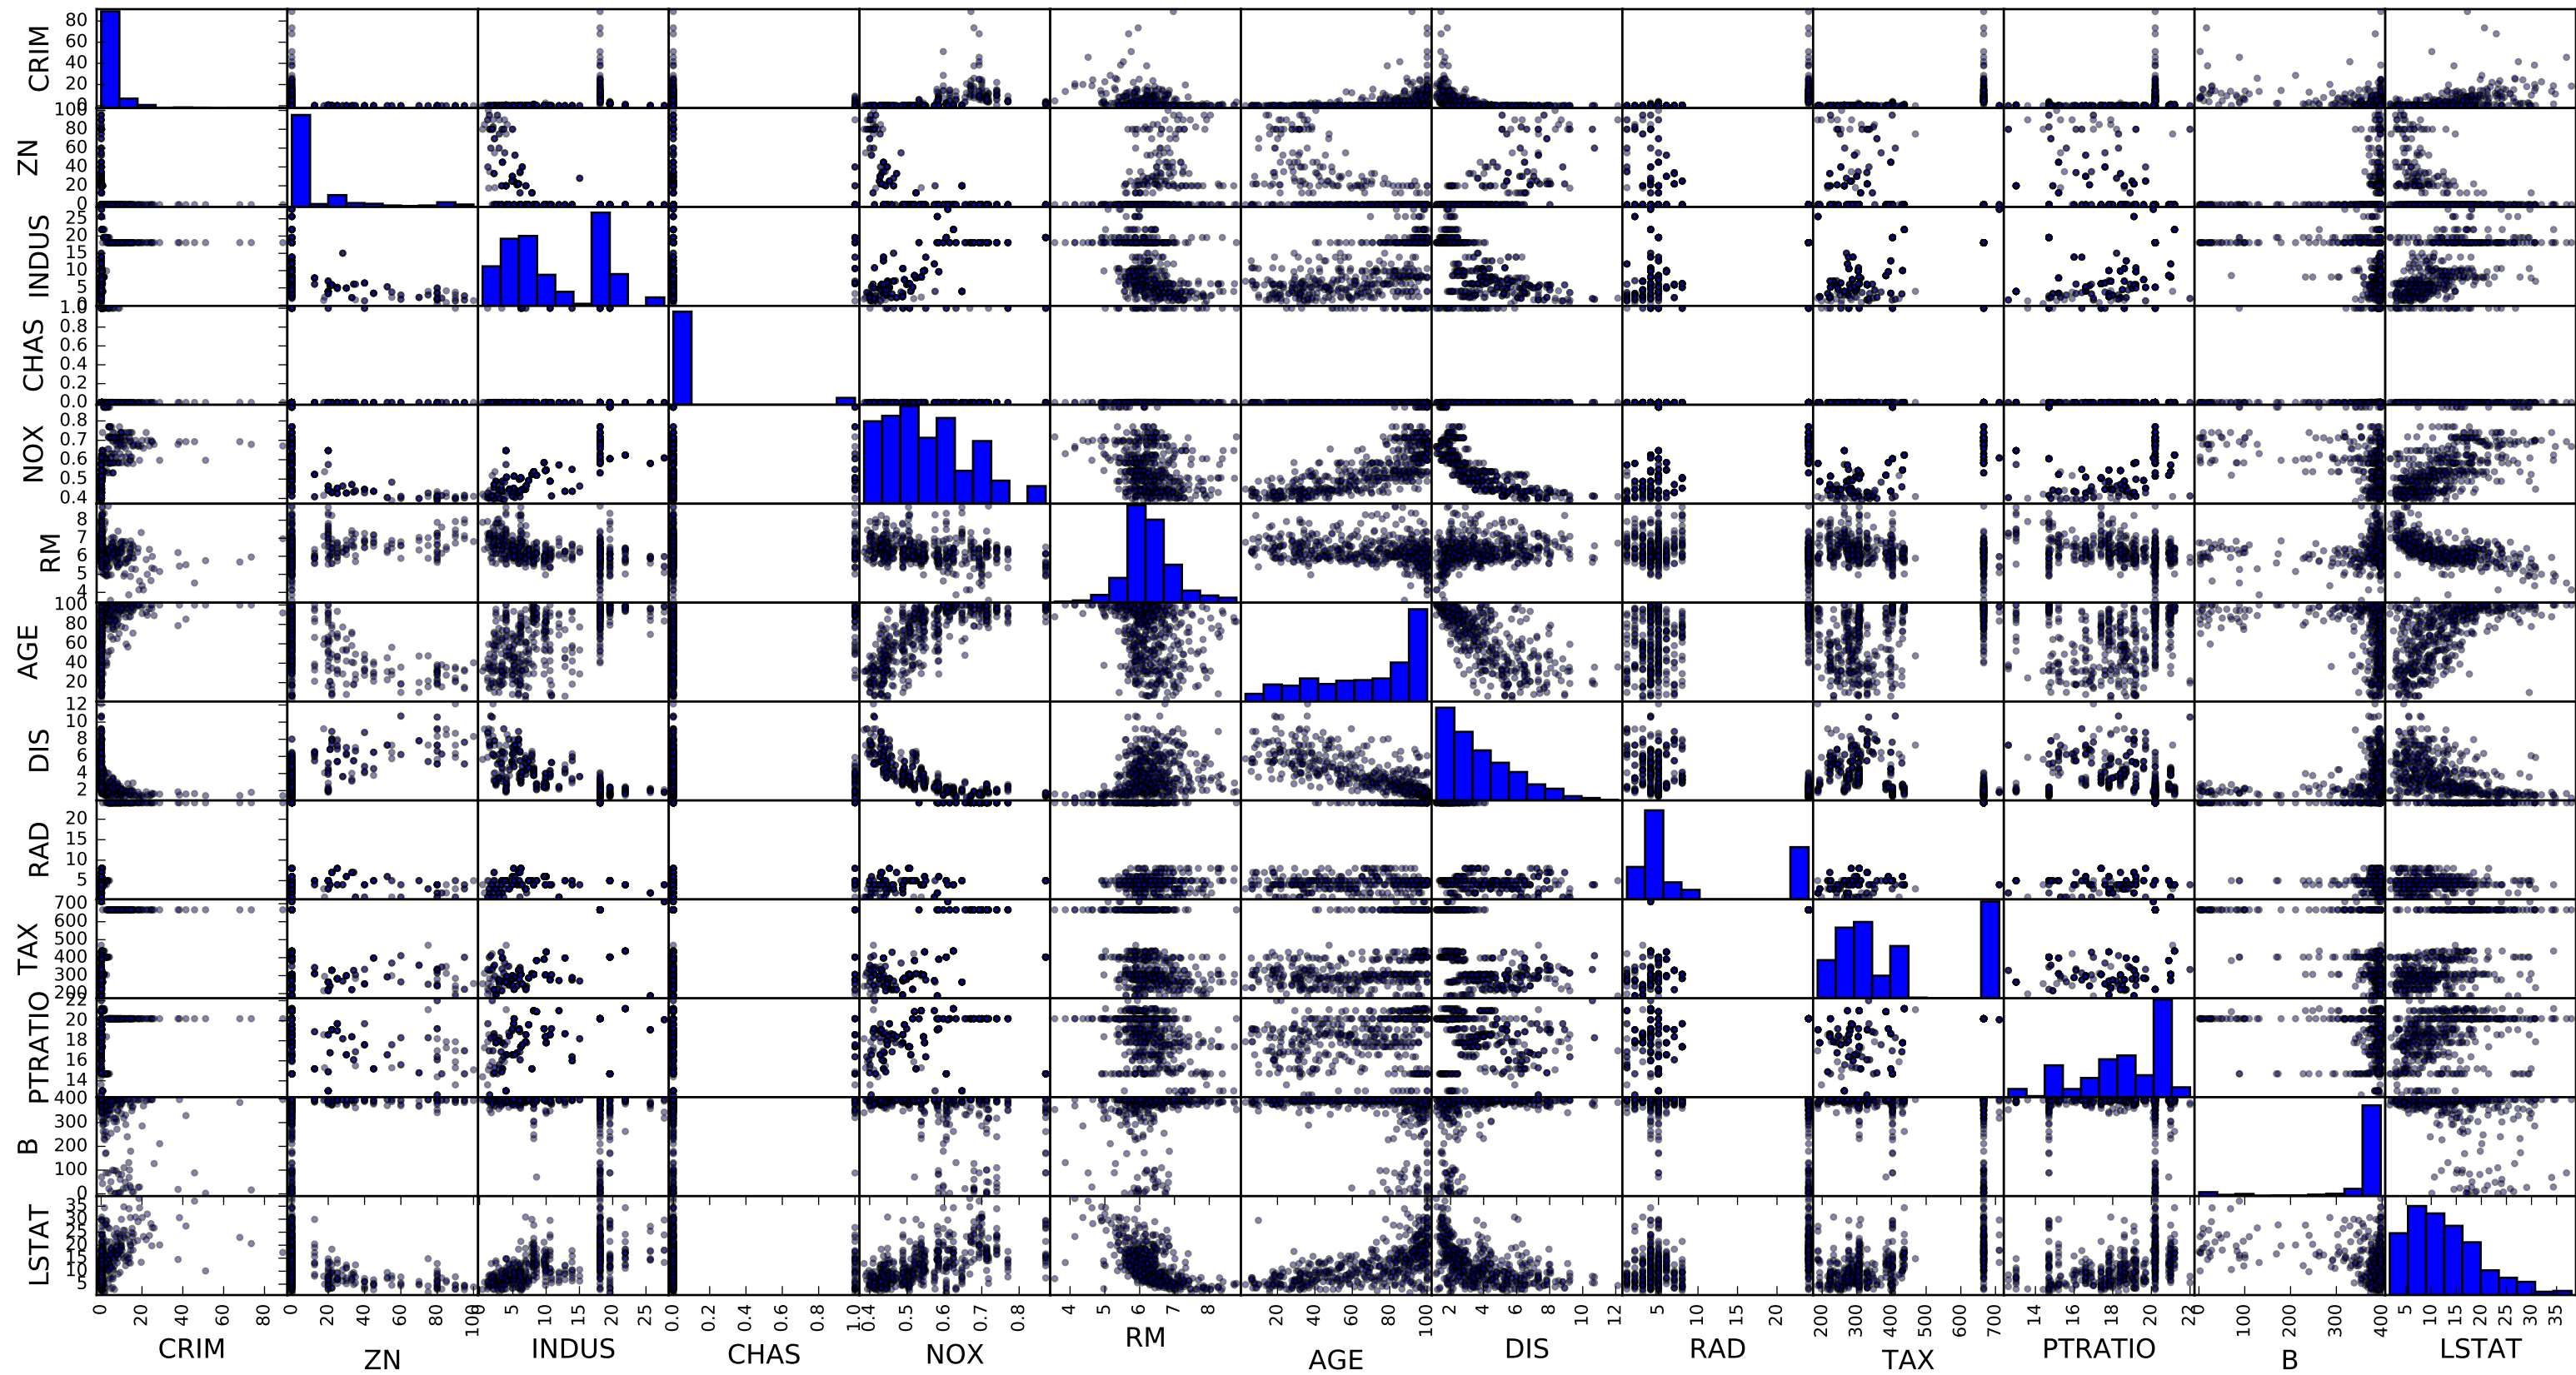 CRIM 80 60 40 20 0
ZN 100 80 60 40 20 0
INDUS 25 20 15 10 5 0
CHAS 1.0 0.8 0.6 0.4 0.2 0.0
NOX 0.8 0.7 0.6 0.5 0.4
RM 8 7 6 5 4
AGE 100 80 60 40 20
DIS 12 10 8 6 4 2
RAD 20 15 10 5
TAX 700 600 500 400 300 200
PTRATIO 22 20 18 16 14
B 400 300 200 100 0
LSTAT 35 30 25 20 15 10 5
0 20 40 60 80 0 20 40 60 80 100 0 5 10 15 20 25 0.0 0.2 0.4 0.6 0.8 1.0 0.4 0.5 0.6 0.7 0.8 4 5 6 7 8 20 40 60 80 100 2 4 6 8 10 12 5 10 15 20 200 300 400 500 600 700 14 16 18 20 22 0 100 200 300 400 5 10 15 20 25 30 35
CRIM ZN INDUS CHAS NOX RM AGE DIS RAD TAX PTRATIO B LSTAT